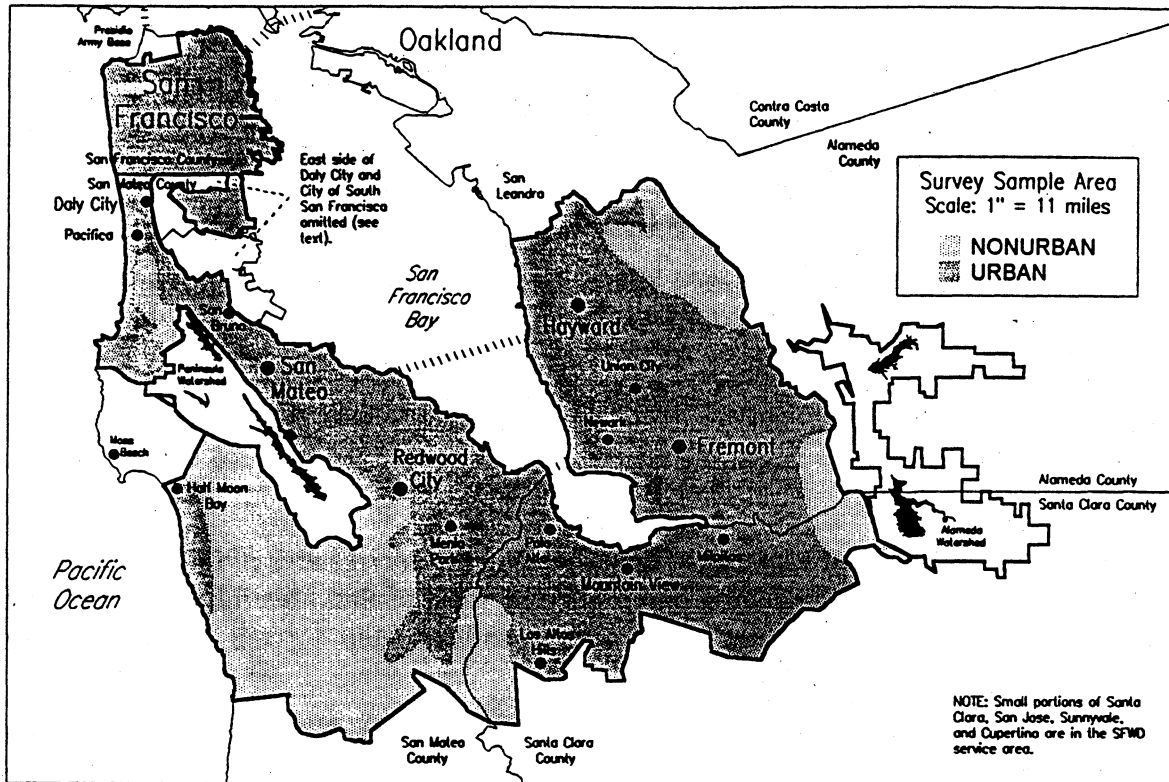 Presidio
Army Base
Oakland
San
Francisco
Contra Costa
County
Alameda
County
San Francisco County
San Mateo County
Daly City
Pacifica
East side of
Daly City and
City of South
San Francisco
omitted (see
text).
San
Leandro
Survey Sample Area
Scale: 1" = 11 miles
NONURBAN
URBAN
San
Francisco
Bay
San
Bruno
Hayward
Peninsula
Watershed
San
Mateo
Union City
Newark
Fremont
Moss
Beach
Redwood
City
Half Moon
Bay
Alameda County
Santa Clara County
Alameda
Watershed
Menlo
Park
Palo
Alto
Milpitas
Mountain View
Pacific
Ocean
Los Altos
Hills
San Mateo
County
Santa Clara
County
NOTE: Small portions of Santa
Clara, San Jose, Sunnyvale,
and Cupertino are in the SFWD
service area.